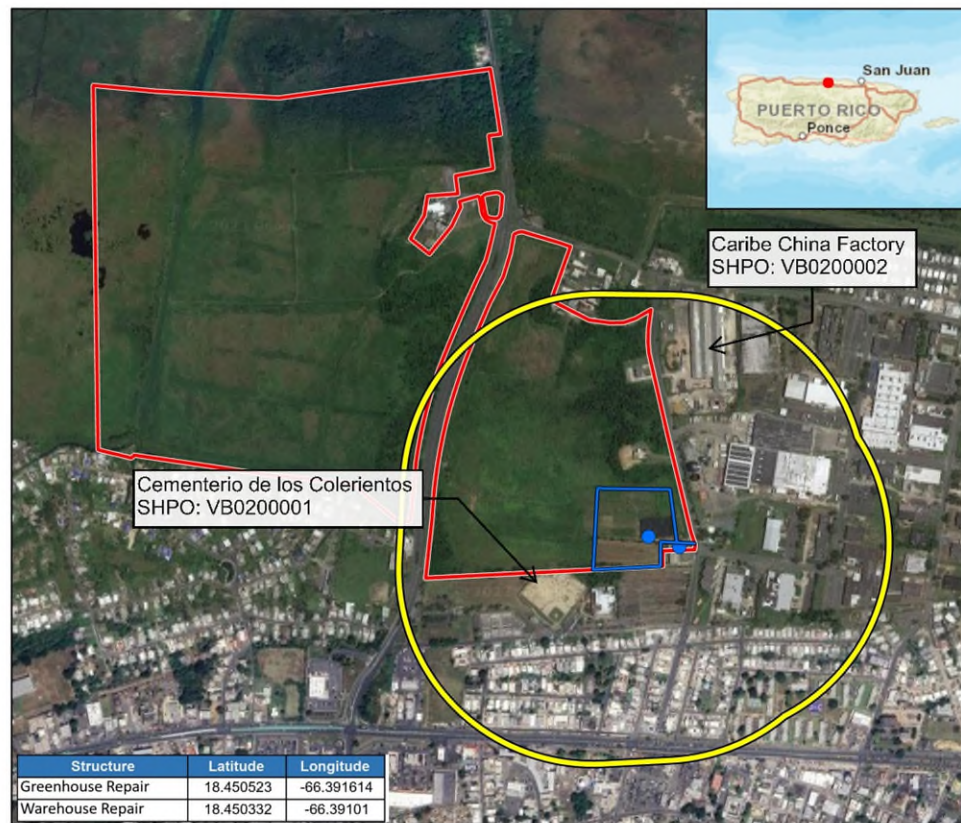 San Juan
PUERTO RICO
Ponce
Caribe China Factory
SHPO: VB0200002
Cementerio de los Colerientos
SHPO: VB0200001
Structure Latitude Longitude
Greenhouse Repair 18.450523 -66.391614
Warehouse Repair 18.450332 -66.39101